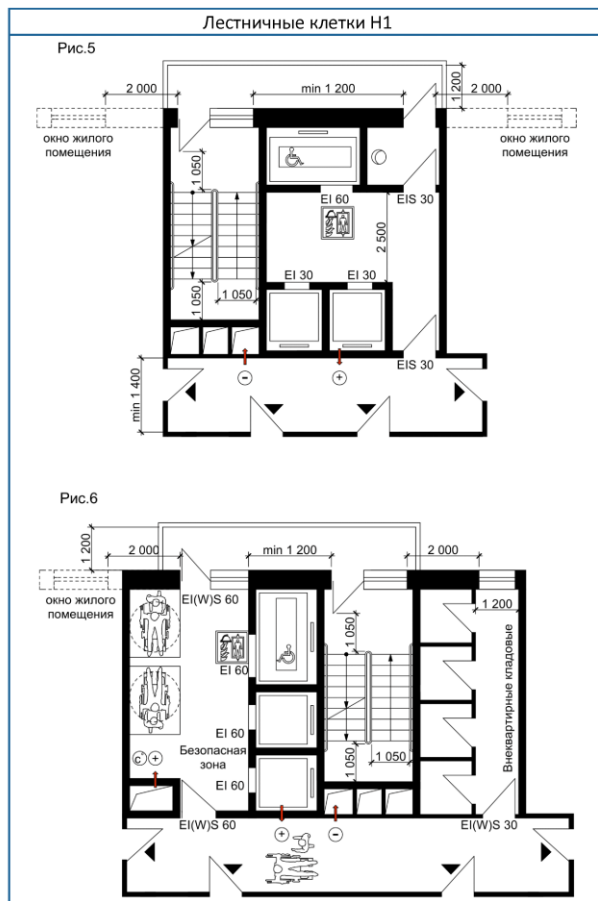 Лестничные клетки Н1
Рис.5
2 000
min 1 200
1 200
2 000
окно жилого
помещения
окно жилого
помещения
1 050
EI 60
EIS 30
2 500
EI 30
EI 30
1 050
1 050
EIS 30
min 1 400
−
+
Рис.6
1 200
2 000
min 1 200
2 000
окно жилого
помещения
EI(W)S 60
1 200
1 050
EI 60
EI 60
Безопасная
зона
Внеквартирные кладовые
EI 60
1 050
1 050
c° +
EI(W)S 60
EI(W)S 30
+
−